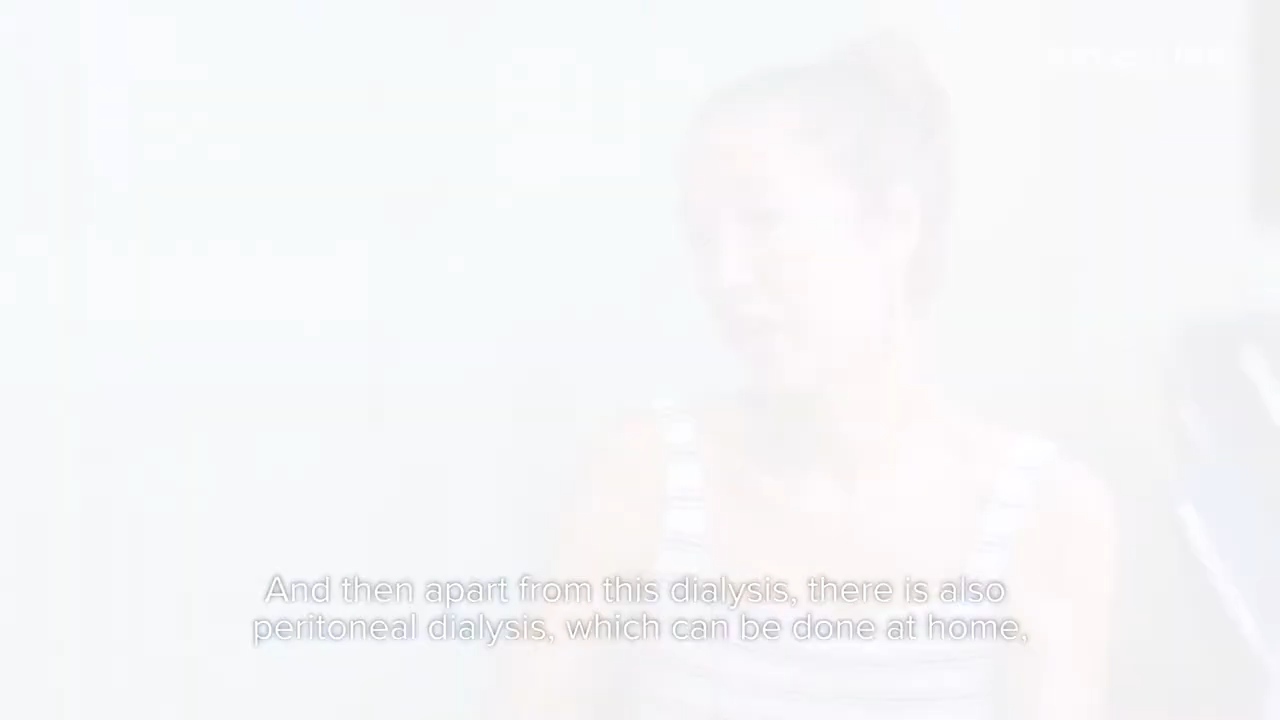 And then apart from this dialysis, there is also
peritoneal dialysis, which can be done at home,